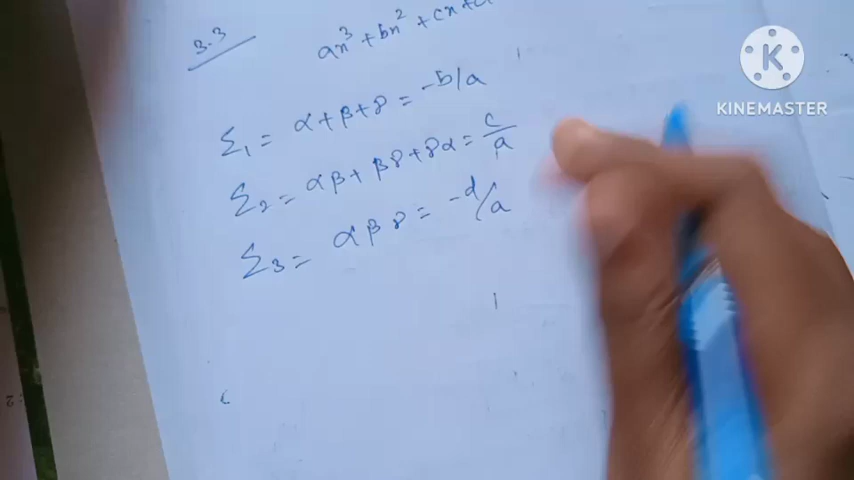 3.3
ax³ + bx² + cx + d
Σ₁ = α + β + γ = -b/a
Σ₂ = αβ + βγ + γα = c/a
Σ₃ = αβγ = -d/a
K
KINEMASTER